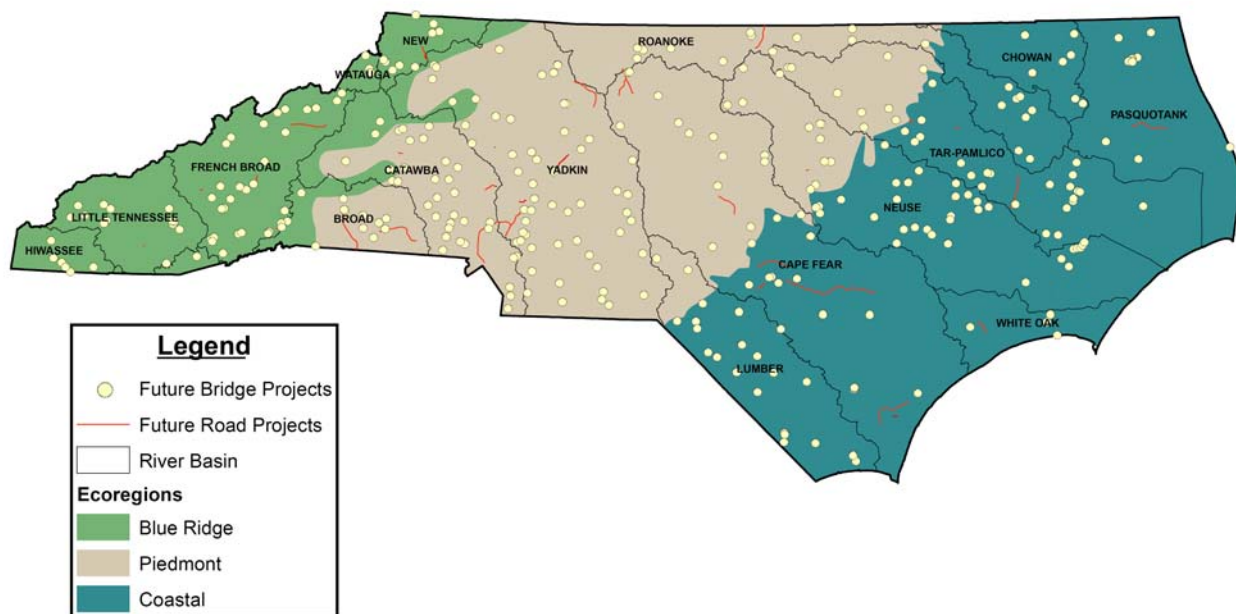 NEW
ROANOKE
WATAUGA
CHOWAN
PASQUOTANK
FRENCH BROAD
CATAWBA
YADKIN
TAR-PAMLICO
LITTLE TENNESSEE
BROAD
NEUSE
HIWASSEE
CAPE FEAR
WHITE OAK
LUMBER
Legend
Future Bridge Projects
Future Road Projects
River Basin
Ecoregions
Blue Ridge
Piedmont
Coastal